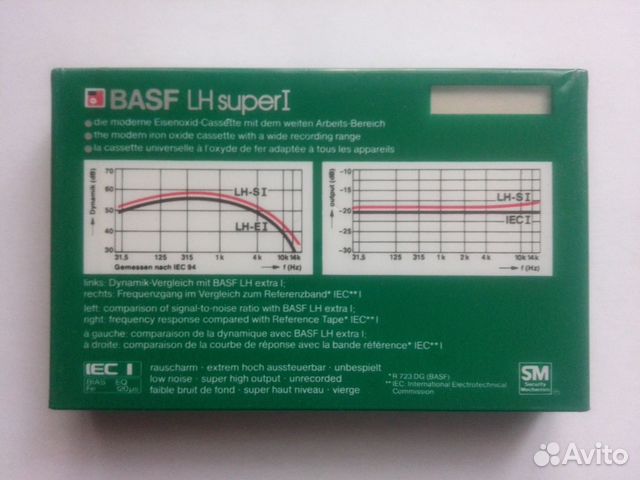 BASF LH superI
die moderne Eisenoxid-Cassette mit dem weiten Arbeits-Bereich
the modern iron oxide cassette with a wide recording range
la cassette universelle à l'oxyde de fer adaptée à tous les appareils
Dynamik (dB)
70
60
50
40
30
LH-SI
LH-EI
31,5 125 315 1k 4k 10k 14k
Gemessen nach IEC 94
f (Hz)
output (dB)
-10
-15
-20
-25
-30
LH-SI
IEC I
31,5 125 315 1k 4k 10k 14k
f (Hz)
links: Dynamik-Vergleich mit BASF LH extra I;
rechts: Frequenzgang im Vergleich zum Referenzband* IEC** I
left: comparison of signal-to-noise ratio with BASF LH extra I;
right: frequency response compared with Reference Tape* IEC** I
à gauche: comparaison de la dynamique avec BASF LH extra I;
à droite: comparaison de la courbe de réponse avec la bande référence* IEC** I
IEC I
BIAS EQ
Fe 120µs
rauscharm - extrem hoch aussteuerbar - unbespielt
low noise - super high output - unrecorded
faible bruit de fond - super haut niveau - vierge
*R 723 DG (BASF)
**IEC: International Electrotechnical
Commission
SM
Security
Mechanism
Avito